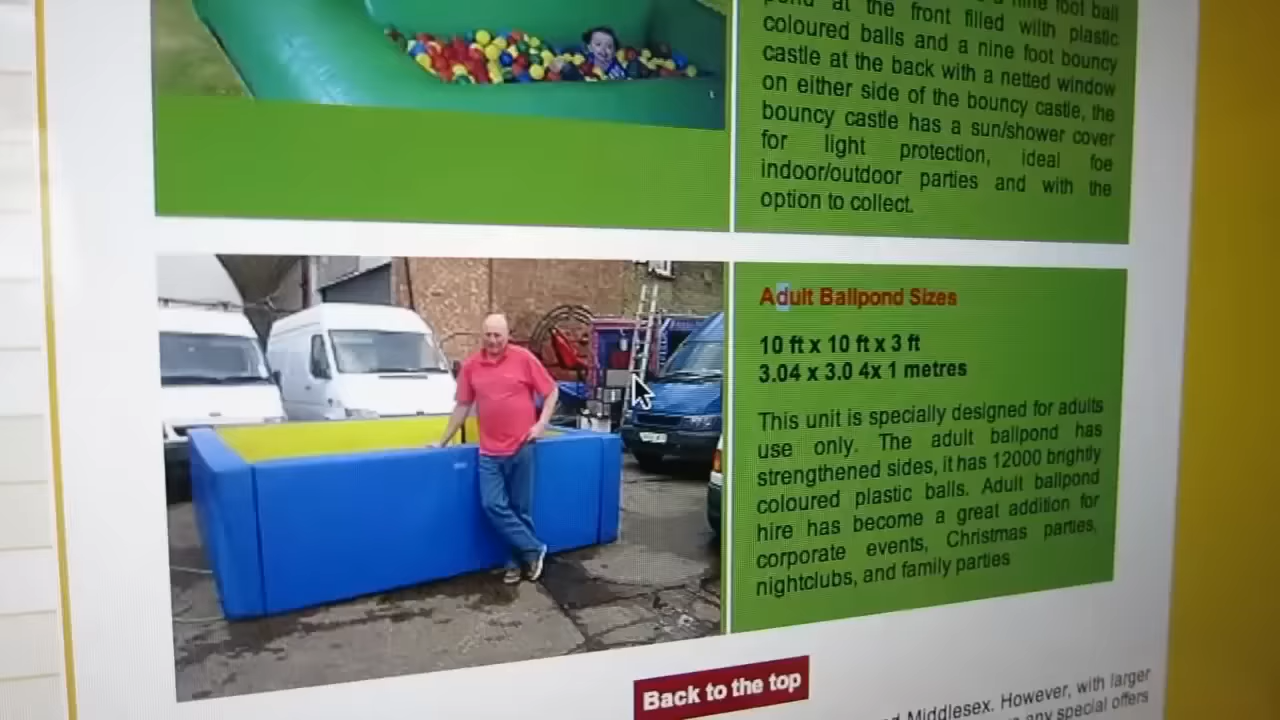 nine foot ball
at the front filled wilth plastic
coloured balls and a nine foot bouncy
castle at the back with a netted window
on either side of the bouncy castle, the
bouncy castle has a sun/shower cover
for light protection, ideal foe
indoor/outdoor parties and with the
option to collect.
Adult Ballpond Sizes
10 ft x 10 ft x 3 ft
3.04 x 3.0 4x 1 metres
This unit is specially designed for adults
use only. The adult ballpond has
strengthened sides, it has 12000 brightly
coloured plastic balls. Adult ballpond
hire has become a great addition for
corporate events, Christmas parties,
nightclubs, and family parties
Back to the top
Middlesex. However, with larger
any special offers